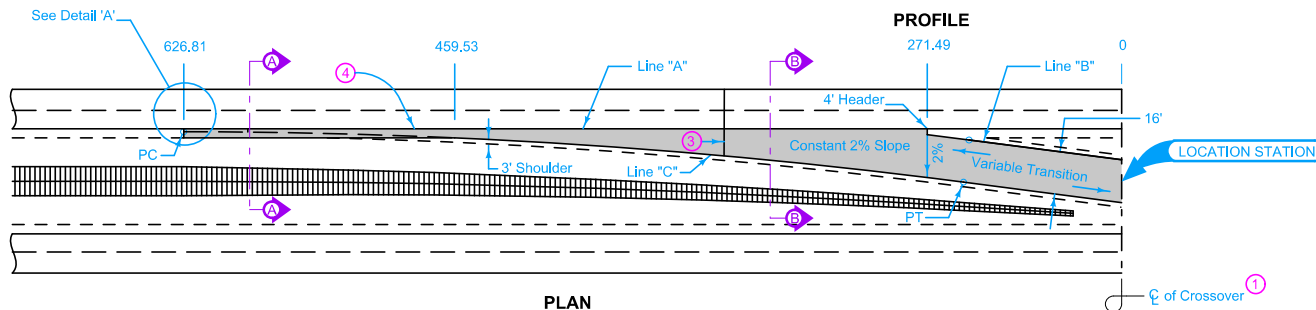 PROFILE
See Detail 'A'
626.81
459.53
271.49
0
A
B
4
Line "A"
Line "B"
4' Header
16'
3
Constant 2% Slope
2%
LOCATION STATION
PC
3' Shoulder
Line "C"
Variable Transition
A
B
PT
PLAN
℄ of Crossover
1